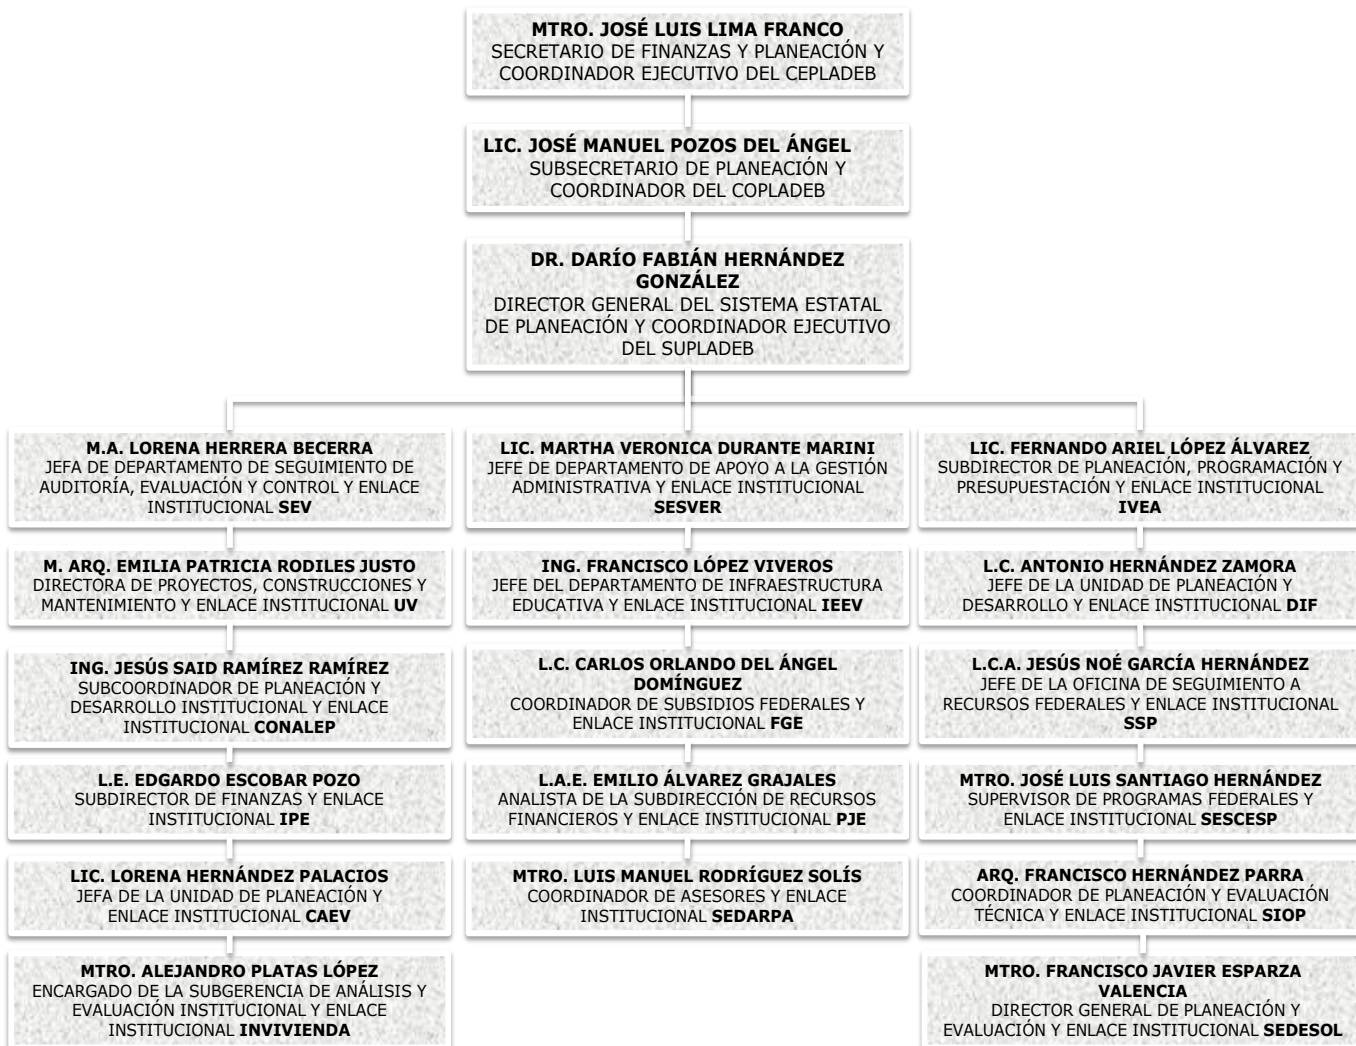 MTRO. JOSÉ LUIS LIMA FRANCO
SECRETARIO DE FINANZAS Y PLANEACIÓN Y
COORDINADOR EJECUTIVO DEL CEPLADEB
LIC. JOSÉ MANUEL POZOS DEL ÁNGEL
SUBSECRETARIO DE PLANEACIÓN Y
COORDINADOR DEL COPLADEB
DR. DARÍO FABIÁN HERNÁNDEZ
GONZÁLEZ
DIRECTOR GENERAL DEL SISTEMA ESTATAL
DE PLANEACIÓN Y COORDINADOR EJECUTIVO
DEL SUPLADEB
M.A. LORENA HERRERA BECERRA
JEFA DE DEPARTAMENTO DE SEGUIMIENTO DE
AUDITORÍA, EVALUACIÓN Y CONTROL Y ENLACE
INSTITUCIONAL SEV
LIC. MARTHA VERONICA DURANTE MARINI
JEFE DE DEPARTAMENTO DE APOYO A LA GESTIÓN
ADMINISTRATIVA Y ENLACE INSTITUCIONAL
SESVER
LIC. FERNANDO ARIEL LÓPEZ ÁLVAREZ
SUBDIRECTOR DE PLANEACIÓN, PROGRAMACIÓN Y
PRESUPUESTACIÓN Y ENLACE INSTITUCIONAL
IVEA
M. ARQ. EMILIA PATRICIA RODILES JUSTO
DIRECTORA DE PROYECTOS, CONSTRUCCIONES Y
MANTENIMIENTO Y ENLACE INSTITUCIONAL UV
ING. FRANCISCO LÓPEZ VIVEROS
JEFE DEL DEPARTAMENTO DE INFRAESTRUCTURA
EDUCATIVA Y ENLACE INSTITUCIONAL IEEV
L.C. ANTONIO HERNÁNDEZ ZAMORA
JEFE DE LA UNIDAD DE PLANEACIÓN Y
DESARROLLO Y ENLACE INSTITUCIONAL DIF
ING. JESÚS SAID RAMÍREZ RAMÍREZ
SUBCOORDINADOR DE PLANEACIÓN Y
DESARROLLO INSTITUCIONAL Y ENLACE
INSTITUCIONAL CONALEP
L.C. CARLOS ORLANDO DEL ÁNGEL
DOMÍNGUEZ
COORDINADOR DE SUBSIDIOS FEDERALES Y
ENLACE INSTITUCIONAL FGE
L.C.A. JESÚS NOÉ GARCÍA HERNÁNDEZ
JEFE DE LA OFICINA DE SEGUIMIENTO A
RECURSOS FEDERALES Y ENLACE INSTITUCIONAL
SSP
L.E. EDGARDO ESCOBAR POZO
SUBDIRECTOR DE FINANZAS Y ENLACE
INSTITUCIONAL IPE
L.A.E. EMILIO ÁLVAREZ GRAJALES
ANALISTA DE LA SUBDIRECCIÓN DE RECURSOS
FINANCIEROS Y ENLACE INSTITUCIONAL PJE
MTRO. JOSÉ LUIS SANTIAGO HERNÁNDEZ
SUPERVISOR DE PROGRAMAS FEDERALES Y
ENLACE INSTITUCIONAL SESCESP
LIC. LORENA HERNÁNDEZ PALACIOS
JEFA DE LA UNIDAD DE PLANEACIÓN Y
ENLACE INSTITUCIONAL CAEV
MTRO. LUIS MANUEL RODRÍGUEZ SOLÍS
COORDINADOR DE ASESORES Y ENLACE
INSTITUCIONAL SEDARPA
ARQ. FRANCISCO HERNÁNDEZ PARRA
COORDINADOR DE PLANEACIÓN Y EVALUACIÓN
TÉCNICA Y ENLACE INSTITUCIONAL SIOP
MTRO. ALEJANDRO PLATAS LÓPEZ
ENCARGADO DE LA SUBGERENCIA DE ANÁLISIS Y
EVALUACIÓN INSTITUCIONAL Y ENLACE
INSTITUCIONAL INVIVIENDA
MTRO. FRANCISCO JAVIER ESPARZA
VALENCIA
DIRECTOR GENERAL DE PLANEACIÓN Y
EVALUACIÓN Y ENLACE INSTITUCIONAL SEDESOL